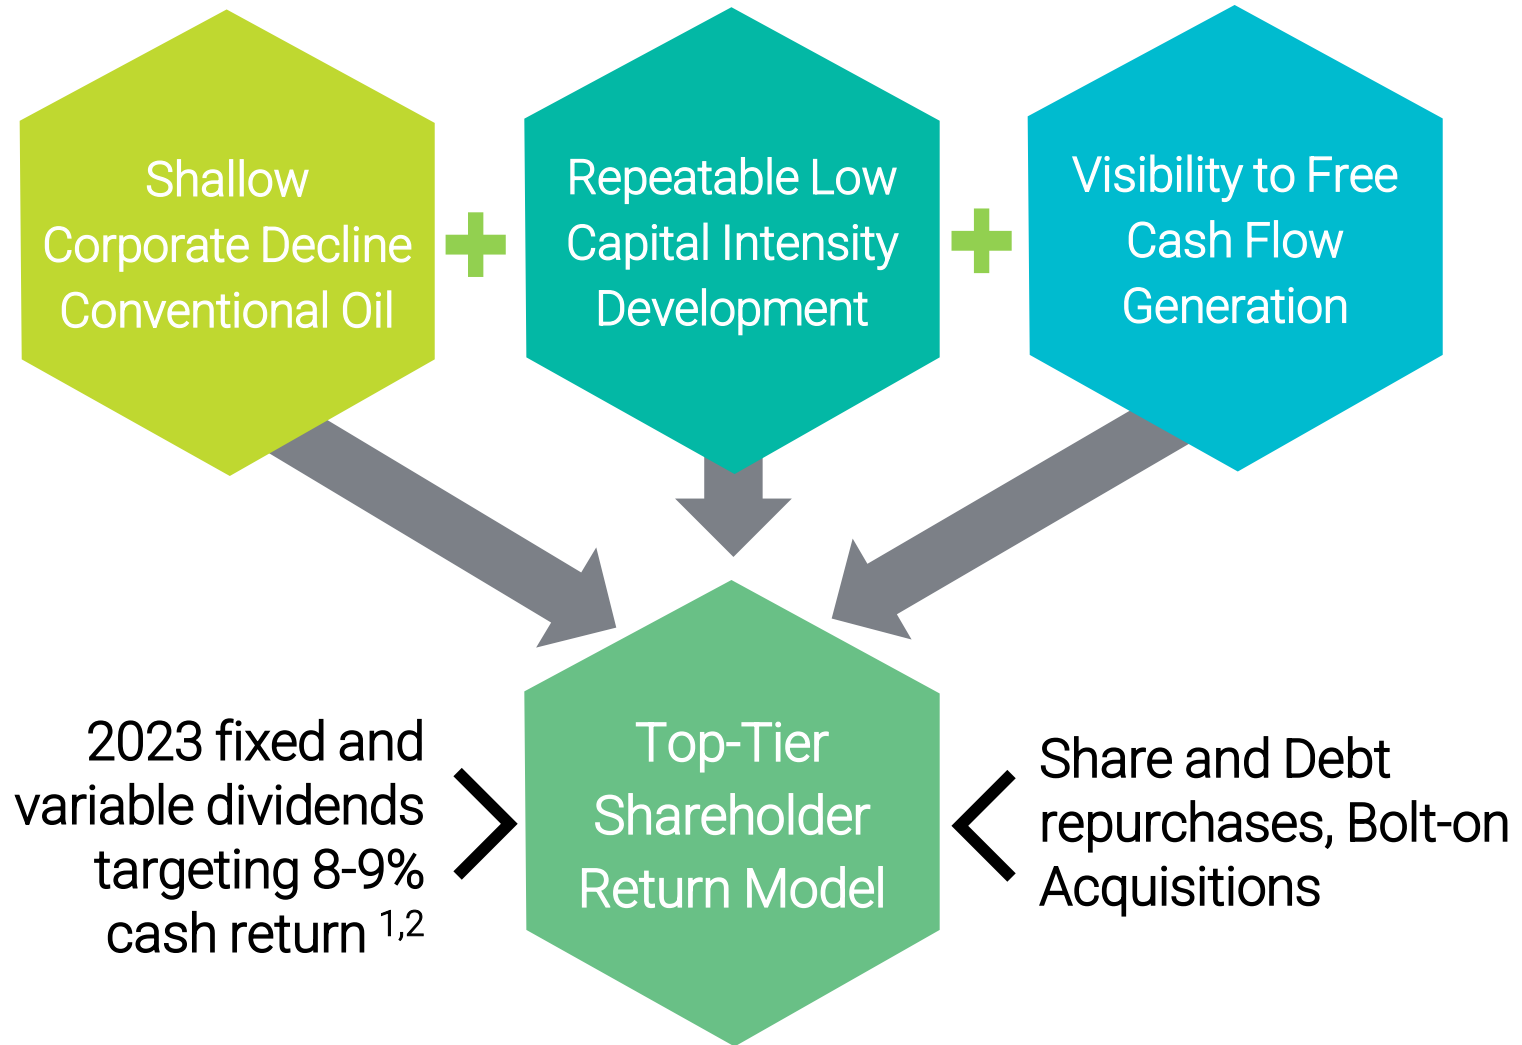 Shallow
Corporate Decline
Conventional Oil
Repeatable Low
Capital Intensity
Development
Visibility to Free
Cash Flow
Generation
2023 fixed and
variable dividends
targeting 8-9%
cash return 1,2
Top-Tier
Shareholder
Return Model
Share and Debt
repurchases, Bolt-on
Acquisitions